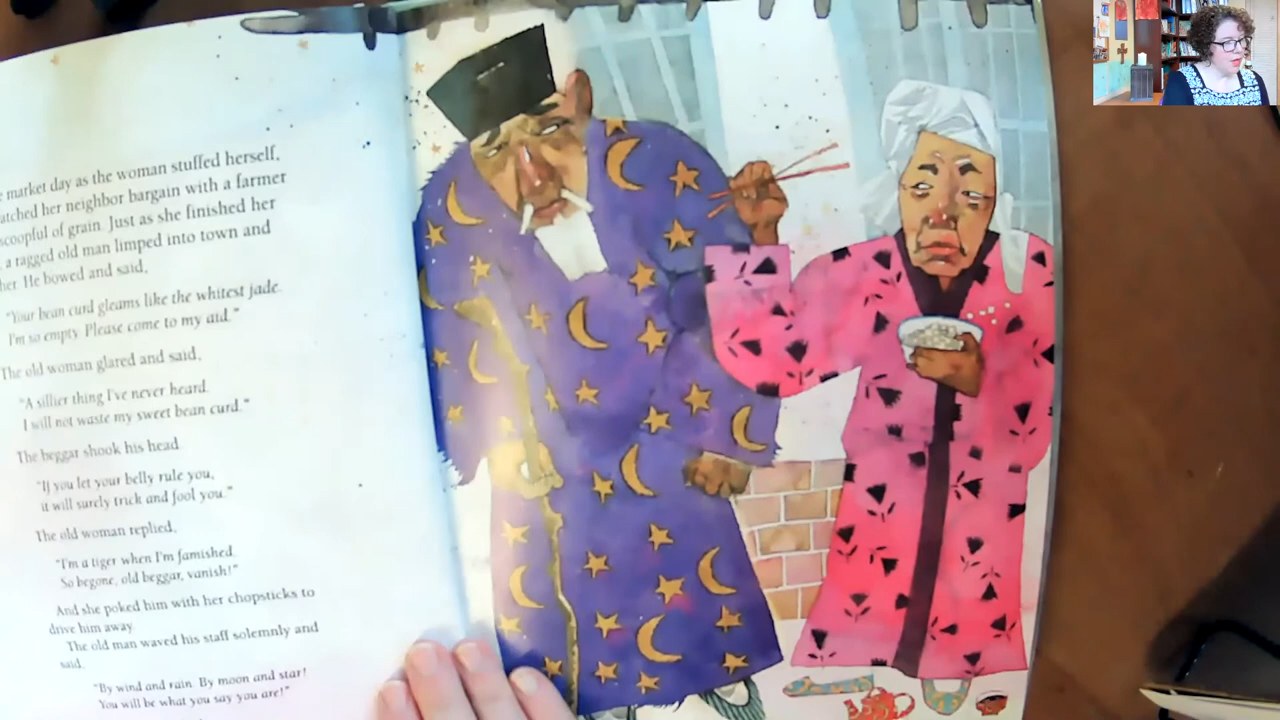 market day as the woman stuffed herself,
her neighbor bargain with a farmer
scoopful of grain. Just as she finished her
a ragged old man limped into town and
her. He bowed and said,
"Your bean curd gleams like the whitest jade.
I'm so empty. Please come to my aid."
The old woman glared and said,
"A sillier thing I've never heard.
I will not waste my sweet bean curd."
The beggar shook his head.
"If you let your belly rule you,
it will surely trick and fool you."
The old woman replied,
"I'm a tiger when I'm famished.
So begone, old beggar, vanish!"
And she poked him with her chopsticks to
drive him away.
The old man waved his staff solemnly and
said,
"By wind and rain. By moon and star!
You will be what you say you are!"